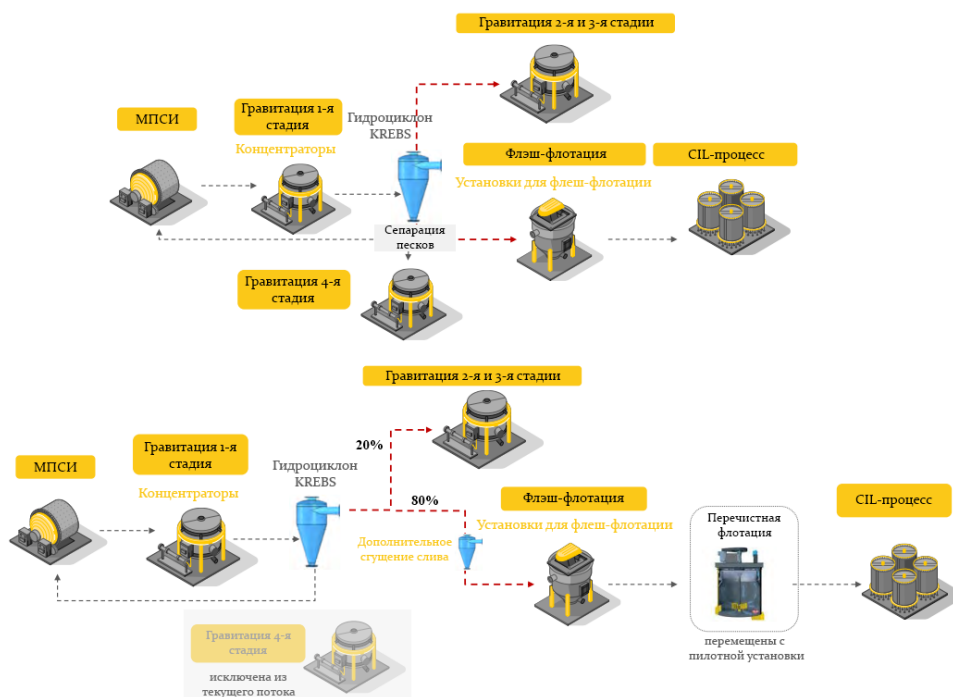 Гравитация 2-я и 3-я стадии
МПСИ
Гравитация 1-я
стадия
Концентраторы
Гидроциклон
KREBS
Флэш-флотация
Установки для флеш-флотации
CIL-процесс
Сепарация
песков
Гравитация 4-я
стадия
Гравитация 2-я и 3-я стадии
20%
МПСИ
Гравитация 1-я
стадия
Концентраторы
Гидроциклон
KREBS
80%
Дополнительное
сгущение слива
Флэш-флотация
Установки для флеш-флотации
Перечистная
флотация
перемещены с
пилотной установки
CIL-процесс
Гравитация 4-я
стадия
исключена из
текущего потока